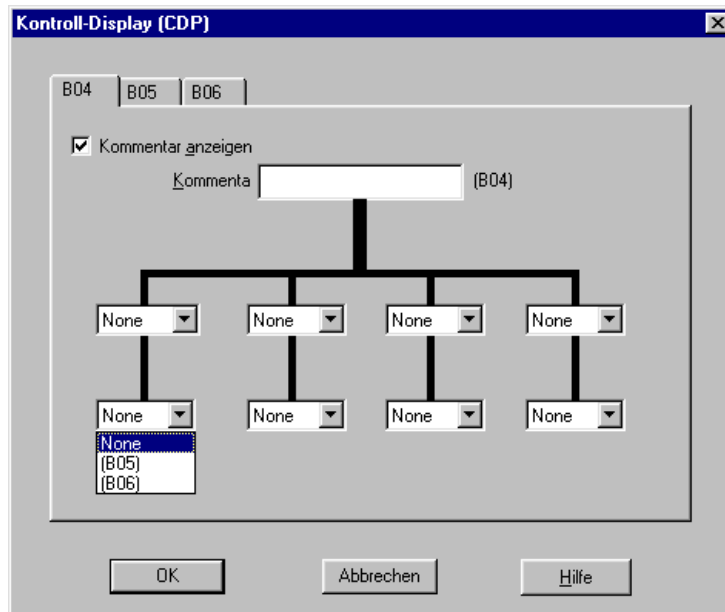 Kontroll-Display (CDP)
B04 B05 B06
Kommentar anzeigen
Kommenta (B04)
None None None None
None None None None
None
(B05)
(B06)
OK Abbrechen Hilfe